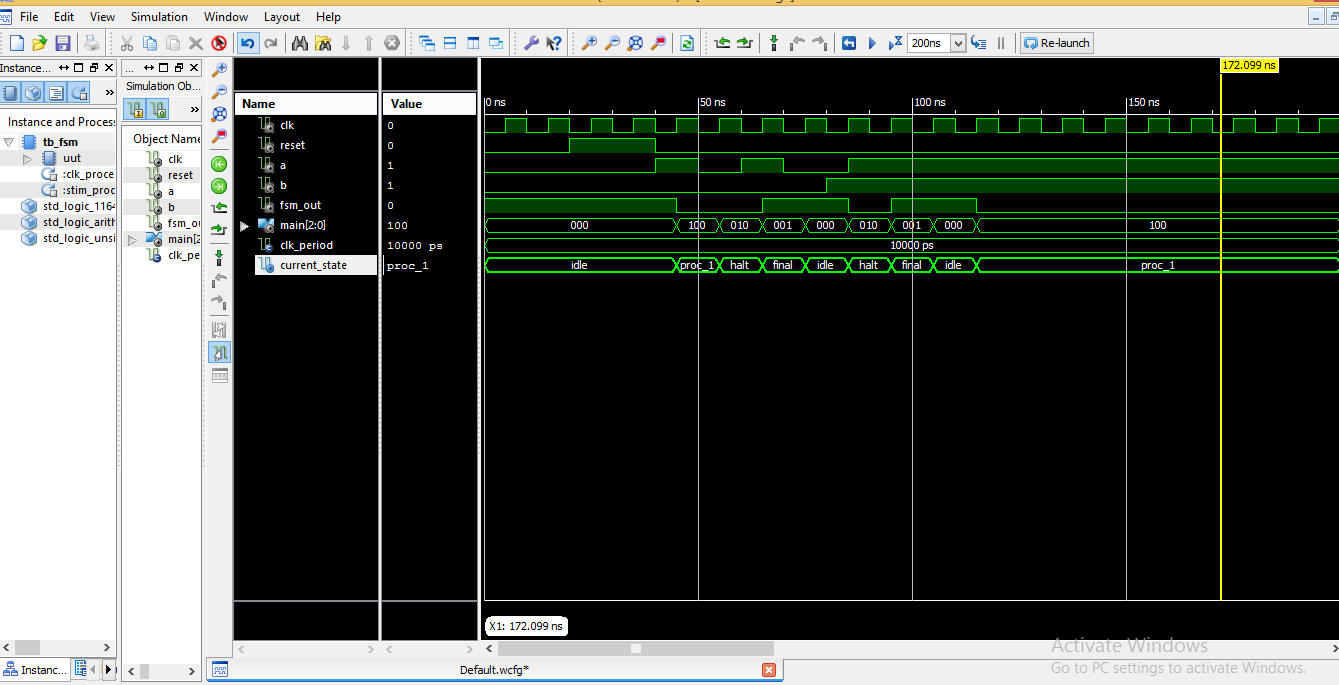 File Edit View Simulation Window Layout Help
200ns
Re-launch
Instance...
...
Simulation Ob...
Instance and Process
Object Name
tb_fsm
uut
:clk_proce
:stim_proc
std_logic_1164
std_logic_arith
std_logic_unsi
clk
reset
a
b
fsm_ou
main[2
clk_pe
Name Value
clk 0
reset 0
a 1
b 1
fsm_out 0
main[2:0] 100
clk_period 10000 ps
current_state proc_1
172.099 ns
0 ns 50 ns 100 ns 150 ns
000 100 010 001 000 010 001 000 100
10000 ps
idle proc_1 halt final idle halt final idle proc_1
X1: 172.099 ns
Activate Windows
Go to PC settings to activate Windows.
Instanc...
Default.wcfg*